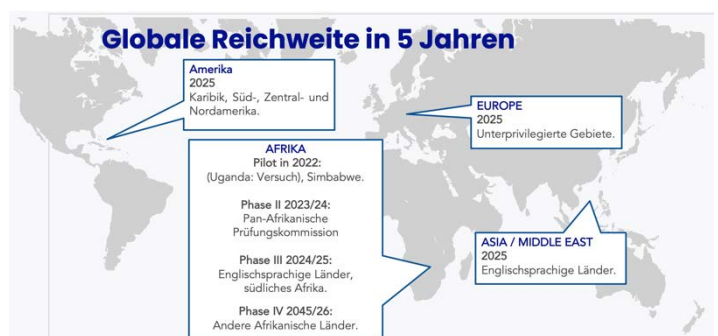 Globale Reichweite in 5 Jahren
Amerika
2025
Karibik, Süd-, Zentral- und
Nordamerika.
EUROPE
2025
Unterprivilegierte Gebiete.
AFRIKA
Pilot in 2022:
(Uganda: Versuch), Simbabwe.
Phase II 2023/24:
Pan-Afrikanische
Prüfungskommission
Phase III 2024/25:
Englischsprachige Länder,
südliches Afrika.
Phase IV 2045/26:
Andere Afrikanische Länder.
ASIA / MIDDLE EAST
2025
Englischsprachige Länder.